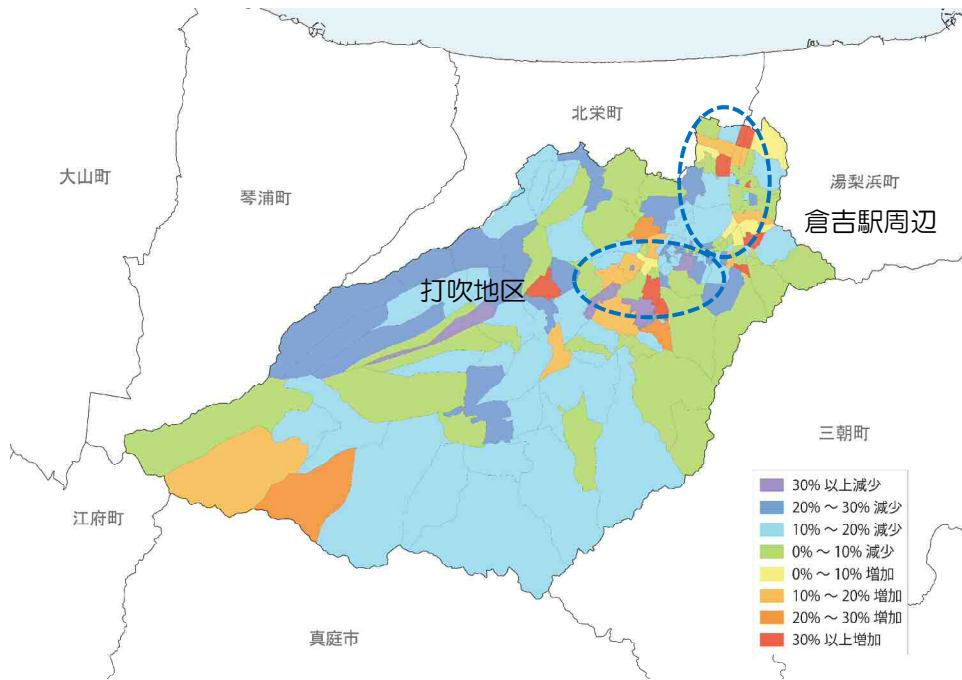 北栄町
大山町
琴浦町
湯梨浜町
倉吉駅周辺
打吹地区
三朝町
江府町
真庭市
30% 以上減少
20% ～ 30% 減少
10% ～ 20% 減少
0% ～ 10% 減少
0% ～ 10% 増加
10% ～ 20% 増加
20% ～ 30% 増加
30% 以上増加